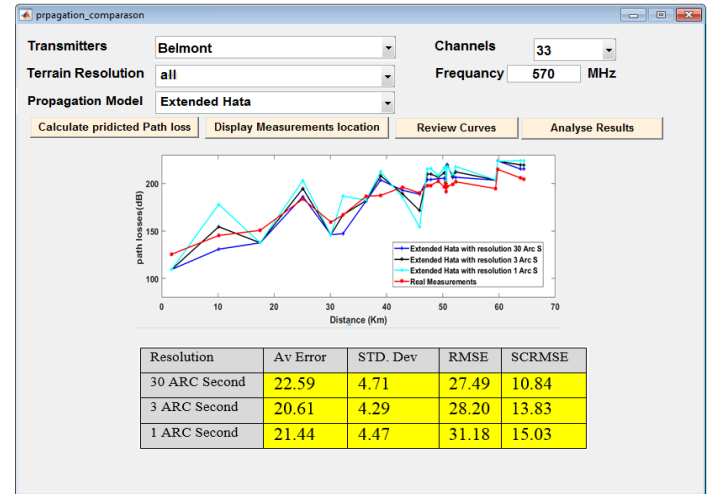 prpagation_comparason
Transmitters Belmont Channels 33
Terrain Resolution all Frequancy 570 MHz
Propagation Model Extended Hata
Calculate pridicted Path loss Display Measurements location Review Curves Analyse Results
path losses(dB)
200
150
100
Extended Hata with resolution 30 Arc S
Extended Hata with resolution 3 Arc S
Extended Hata with resolution 1 Arc S
Real Measurements
0 10 20 30 40 50 60 70
Distance (Km)
Resolution Av Error STD. Dev RMSE SCRMSE
30 ARC Second 22.59 4.71 27.49 10.84
3 ARC Second 20.61 4.29 28.20 13.83
1 ARC Second 21.44 4.47 31.18 15.03